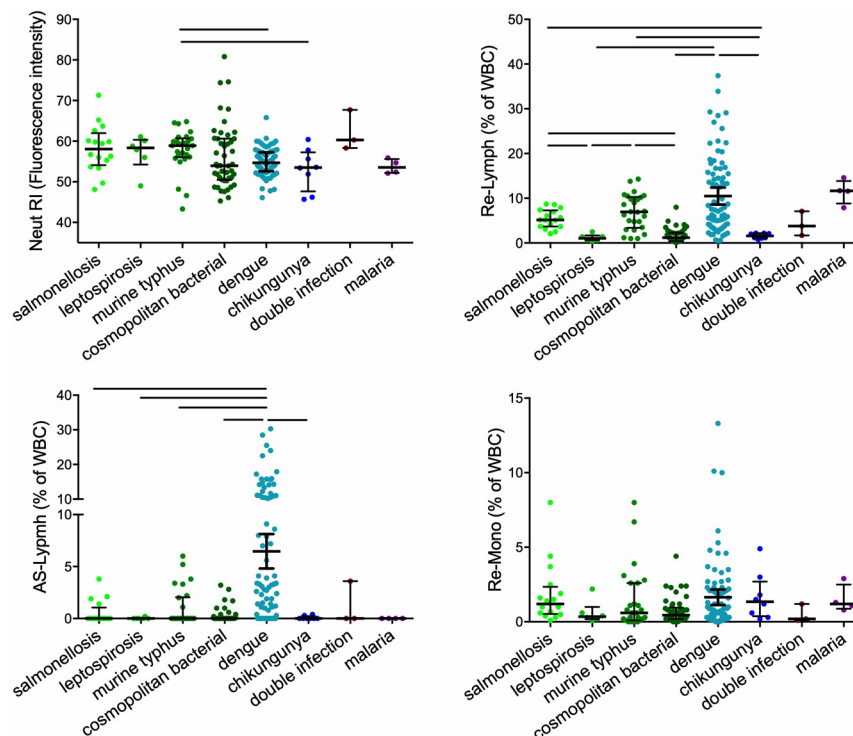 Neut RI (Fluorescence intensity)
90
80
70
60
50
40
salmonellosis
leptospirosis
murine typhus
cosmopolitan bacterial
dengue
chikungunya
double infection
malaria
Re-Lymph (% of WBC)
50
40
30
20
10
0
salmonellosis
leptospirosis
murine typhus
cosmopolitan bacterial
dengue
chikungunya
double infection
malaria
AS-Lypmh (% of WBC)
40
30
20
10
10
5
0
salmonellosis
leptospirosis
murine typhus
cosmopolitan bacterial
dengue
chikungunya
double infection
malaria
Re-Mono (% of WBC)
15
10
5
0
salmonellosis
leptospirosis
murine typhus
cosmopolitan bacterial
dengue
chikungunya
double infection
malaria